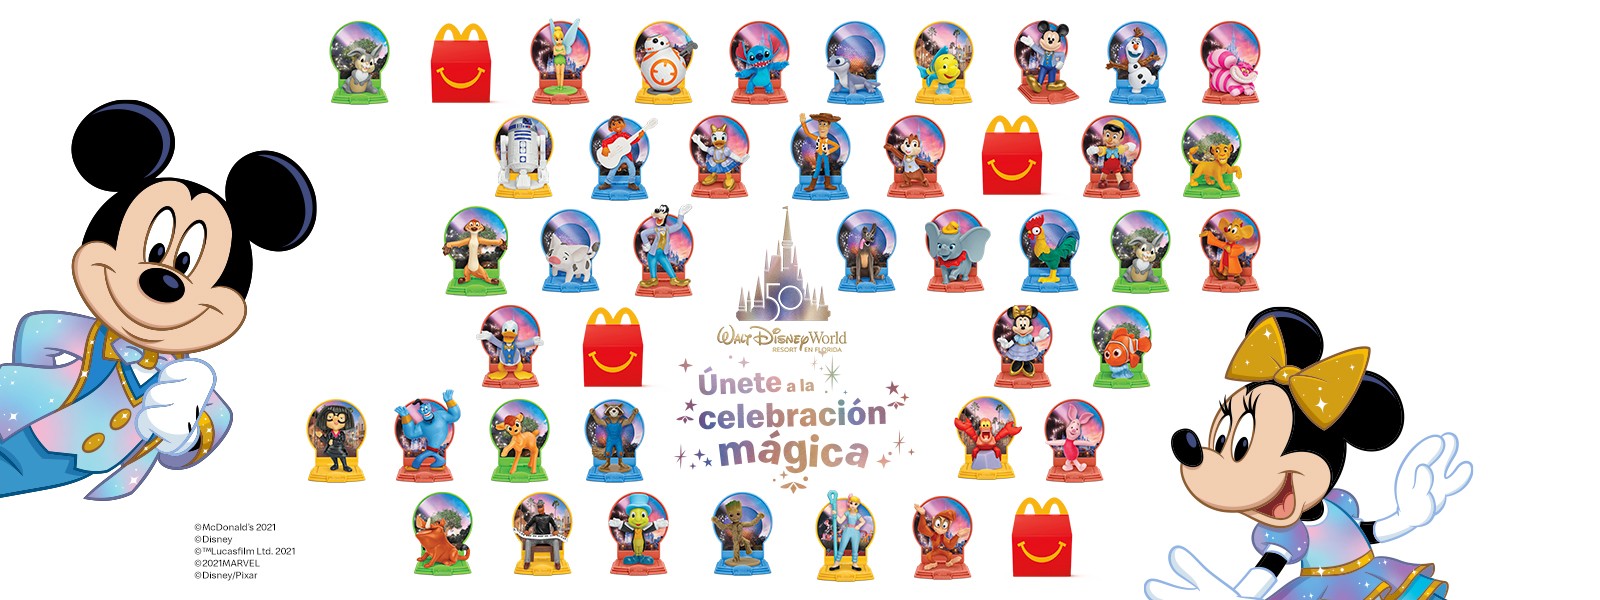 50
Walt Disney World
RESORT EN FLORIDA
Únete a la
celebración
mágica
©McDonald's 2021
©Disney
©™Lucasfilm Ltd. 2021
©2021MARVEL
©Disney/Pixar